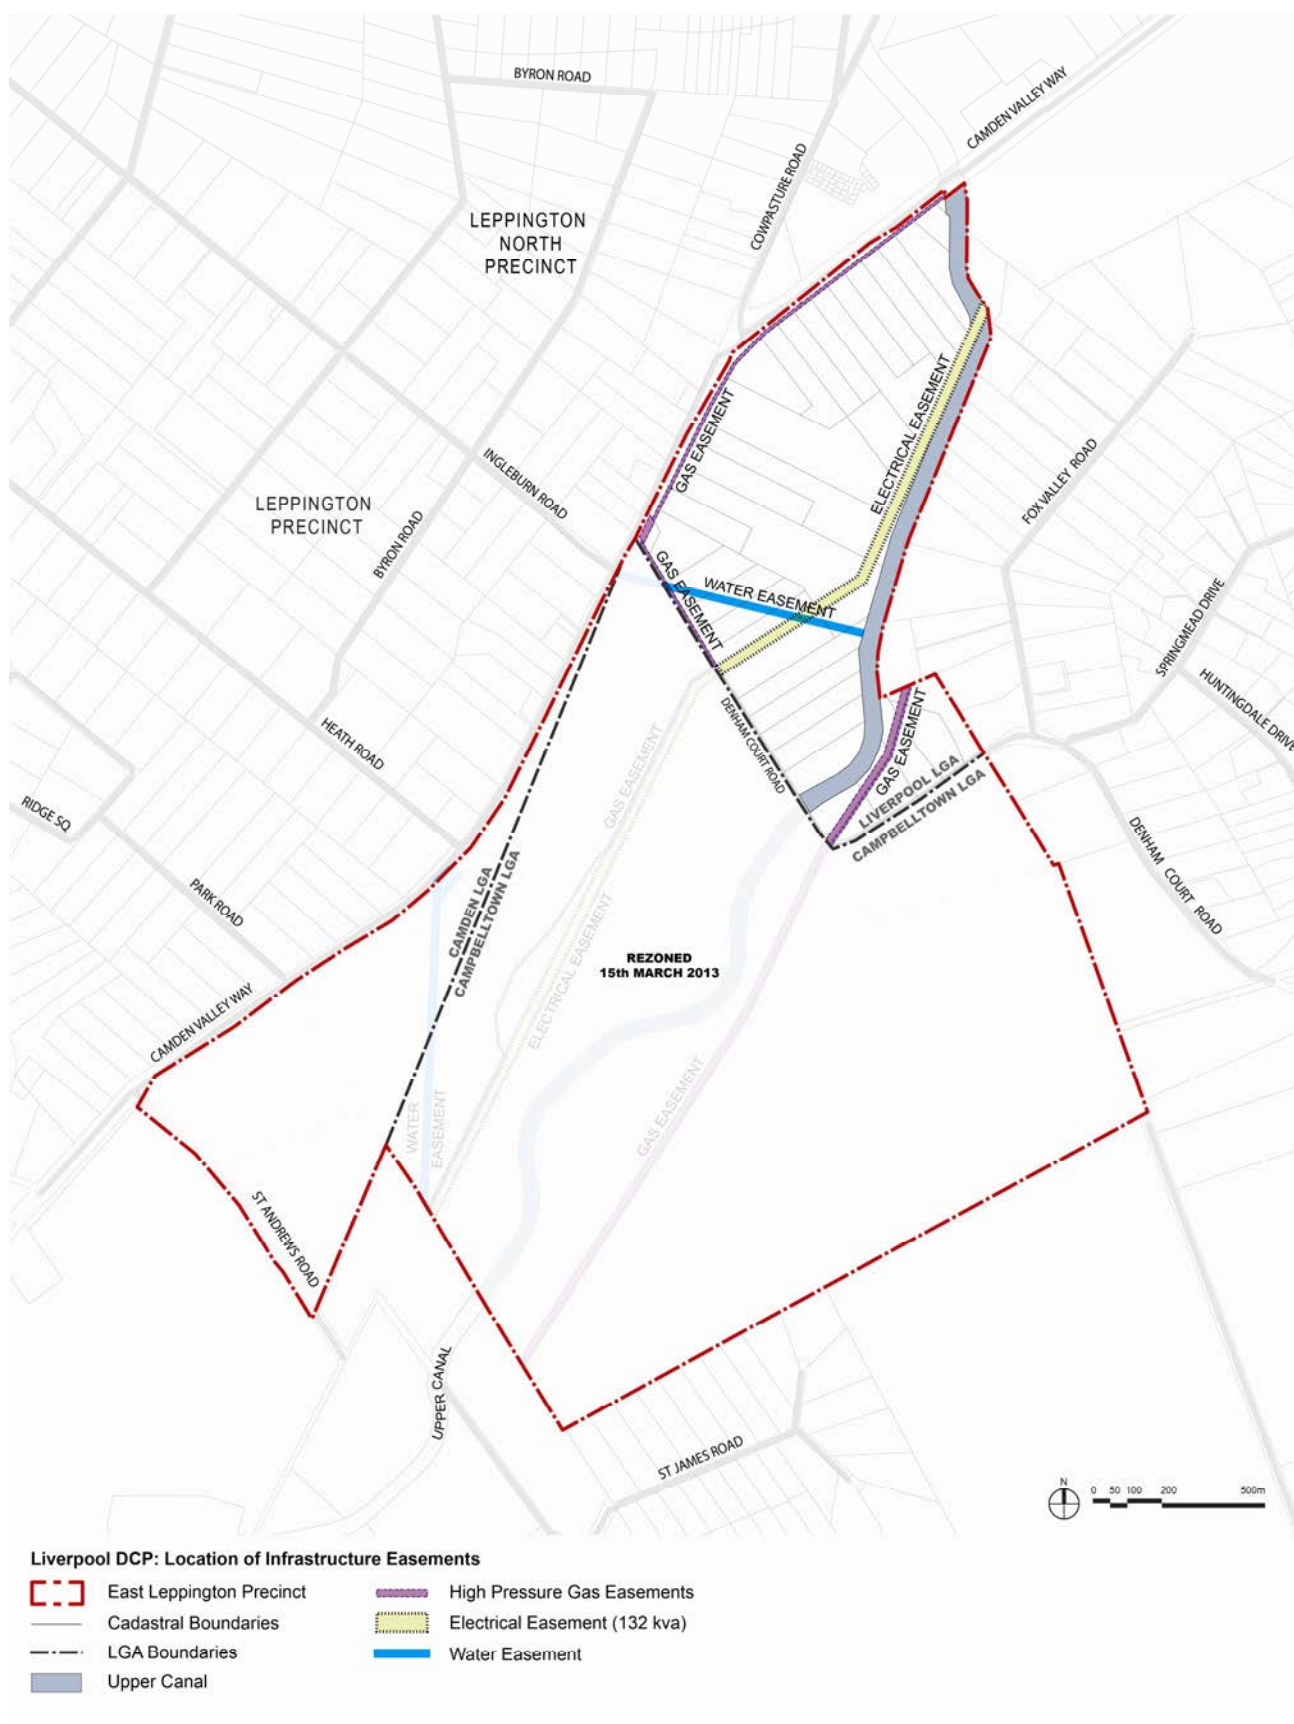 BYRON ROAD
CAMDEN VALLEY WAY
COWPASTURE ROAD
LEPPINGTON
NORTH
PRECINCT
GAS EASEMENT
ELECTRICAL EASEMENT
INGLEBURN ROAD
FOX VALLEY ROAD
LEPPINGTON
PRECINCT
BYRON ROAD
GAS EASEMENT
WATER EASEMENT
SPRINGMEAD DRIVE
HUNTINGDALE DRIVE
HEATH ROAD
DENHAM COURT ROAD
GAS EASEMENT
GAS EASEMENT
LIVERPOOL LGA
CAMPBELLTOWN LGA
RIDGE SQ
DENHAM COURT ROAD
PARK ROAD
CAMDEN LGA
CAMPBELLTOWN LGA
ELECTRICAL EASEMENT
REZONED
15th MARCH 2013
CAMDEN VALLEY WAY
GAS EASEMENT
WATER
EASEMENT
ST ANDREWS ROAD
UPPER CANAL
ST JAMES ROAD
N
0 50 100 200 500m
Liverpool DCP: Location of Infrastructure Easements
East Leppington Precinct
Cadastral Boundaries
LGA Boundaries
Upper Canal
High Pressure Gas Easements
Electrical Easement (132 kva)
Water Easement